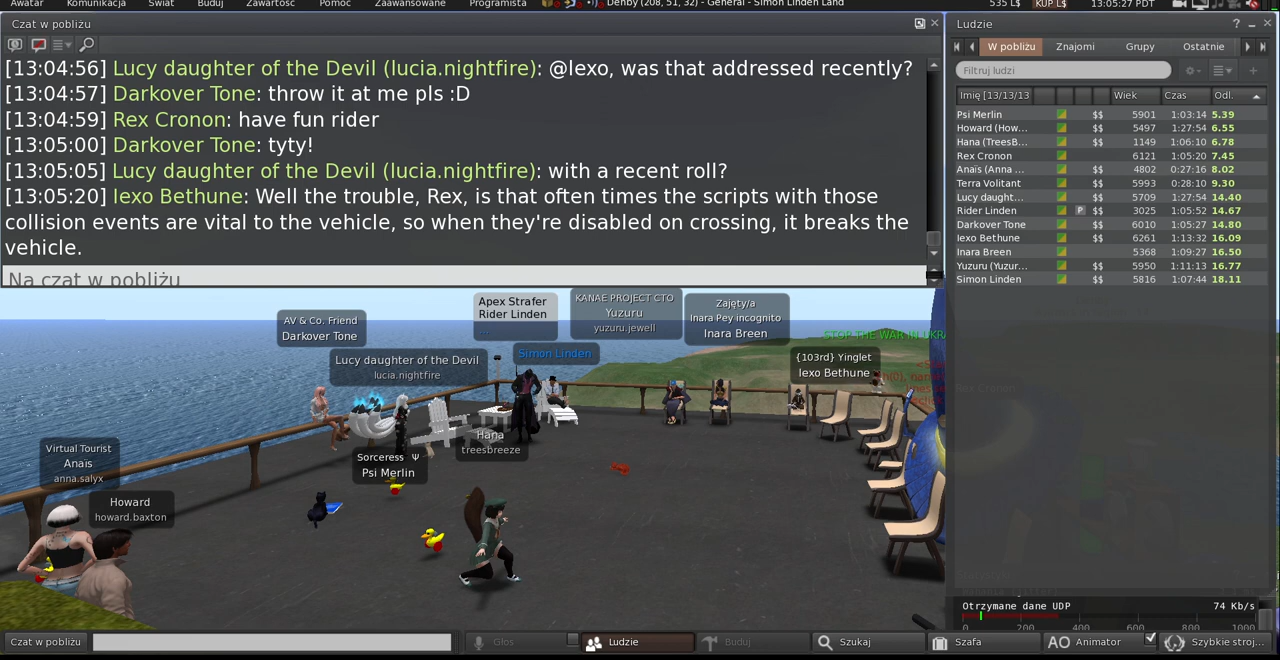 Awatar Komunikacja Świat Buduj Zawartość Pomoc Zaawansowane Programista Denby (208, 51, 32) - General - Simon Linden Land 535 L$ KUP L$ 13:05:27 PDT
Czat w pobliżu
[13:04:56] Lucy daughter of the Devil (lucia.nightfire): @lexo, was that addressed recently?
[13:04:57] Darkover Tone: throw it at me pls :D
[13:04:59] Rex Cronon: have fun rider
[13:05:00] Darkover Tone: tyty!
[13:05:05] Lucy daughter of the Devil (lucia.nightfire): with a recent roll?
[13:05:20] lexo Bethune: Well the trouble, Rex, is that often times the scripts with those
collision events are vital to the vehicle, so when they're disabled on crossing, it breaks the
vehicle.
Na czat w pobliżu
Ludzie
W pobliżu Znajomi Grupy Ostatnie
Filtruj ludzi
Imię [13/13/13 Wiek Czas Odl.
Psi Merlin $$ 5901 1:03:14 5.39
Howard (How... $$ 5497 1:27:54 6.55
Hana (TreesB... $$ 1149 1:06:10 6.78
Rex Cronon 6121 1:05:20 7.45
Anais (Anna ... $$ 4802 0:27:16 8.02
Terra Volitant 5993 0:28:10 9.30
Lucy daught... $$ 5709 1:27:54 14.40
Rider Linden P $$ 3025 1:05:52 14.67
Darkover Tone $$ 6010 1:05:27 14.80
lexo Bethune $$ 6261 1:13:32 16.09
Inara Breen 5368 1:09:27 16.50
Yuzuru (Yuzur... $$ 5950 1:11:13 16.77
Simon Linden $$ 5816 1:07:44 18.11
AV & Co. Friend
Darkover Tone
Lucy daughter of the Devil
lucia.nightfire
Apex Strafer
Rider Linden
...
KANAE PROJECT CTO
Yuzuru
yuzuru.jewell
Zajęty/a
Inara Pey incognito
Inara Breen
Simon Linden
STOP THE WAR IN UKRA
{103rd} Yinglet
lexo Bethune
Rex Cronon
Hana
treesbreeze
Sorceress Ψ
Psi Merlin
Virtual Tourist
Anais
anna.salyx
Howard
howard.baxton
Otrzymane dane UDP 74 Kb/s
0 200 400 600 800 1000
Czat w pobliżu Głos Ludzie Buduj Szukaj Szafa AO Animator Szybkie stroj...